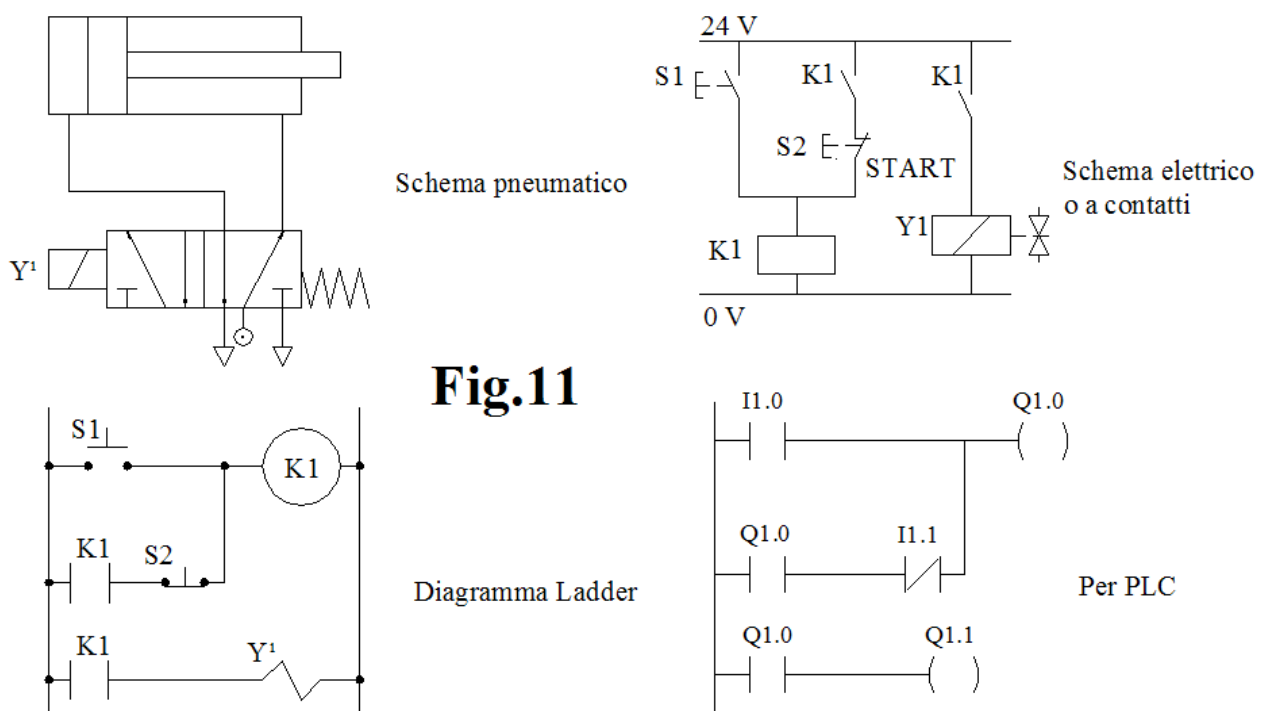 24 V
S1
K1
K1
S2
START
Schema pneumatico
Schema elettrico
o a contatti
Y¹
K1
Y1
0 V
Fig.11
S1
K1
K1
S2
Diagramma Ladder
K1
Y¹
I1.0
Q1.0
Q1.0
I1.1
Per PLC
Q1.0
Q1.1